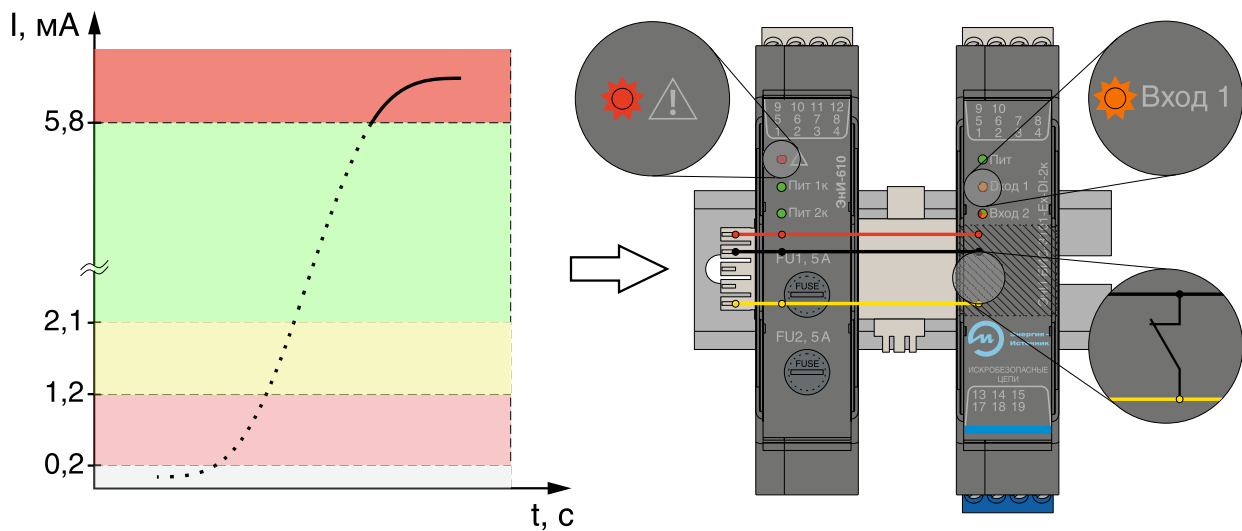 I, мА
5,8
2,1
1,2
0,2
t, c
9 10 11 12
5 6 7 8
1 2 3 4
Пит 1к
Пит 2к
ЭнИ-610
FU1, 5 A
FUSE
FU2, 5 A
FUSE
9 10
5 6 7 8
1 2 3 4
Пит
Вход 1
Вход 2
Энергия-
Источник
ИСКРОБЕЗОПАСНЫЕ
ЦЕПИ
13 14 15
17 18 19
Вход 1